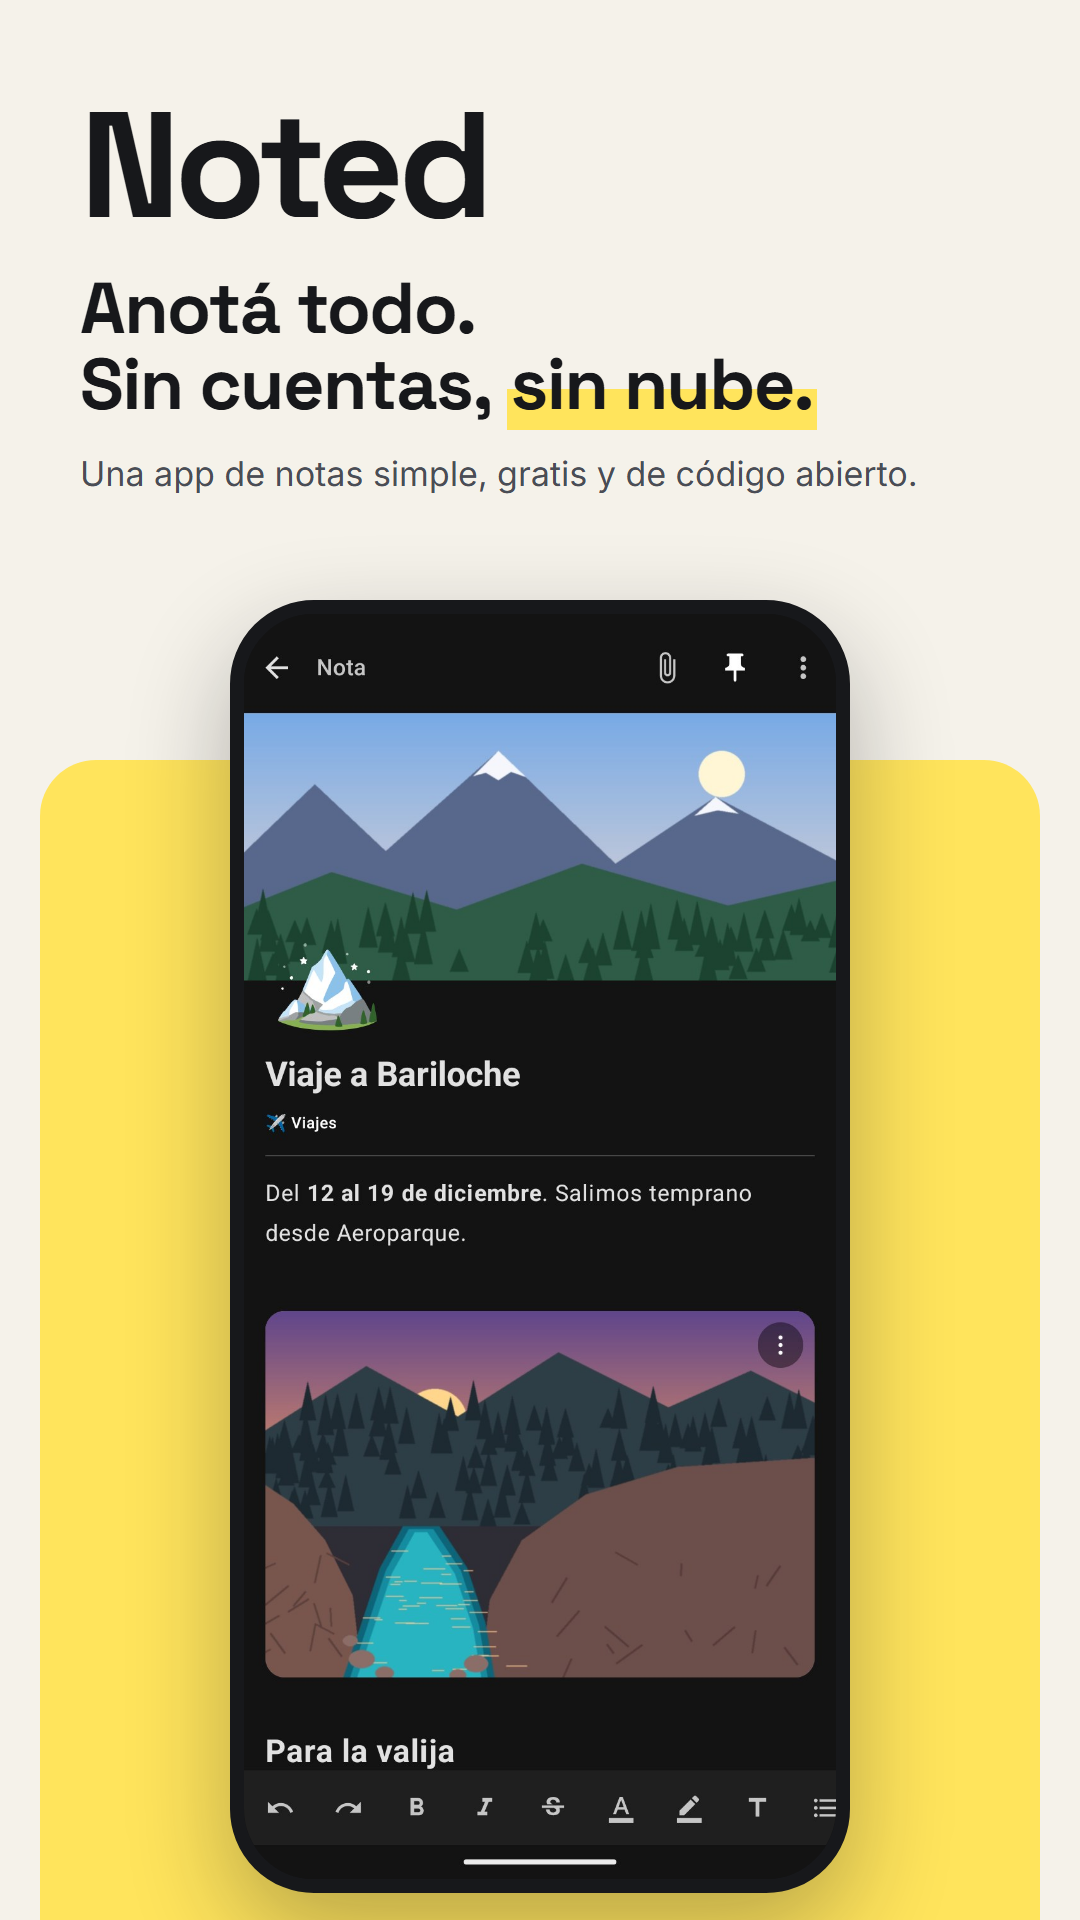 Noted
Anotá todo.
Sin cuentas, sin nube.
Una app de notas simple, gratis y de código abierto.
Nota
Viaje a Bariloche
✈️ Viajes
Del 12 al 19 de diciembre. Salimos temprano
desde Aeroparque.
Para la valija
B I S A T